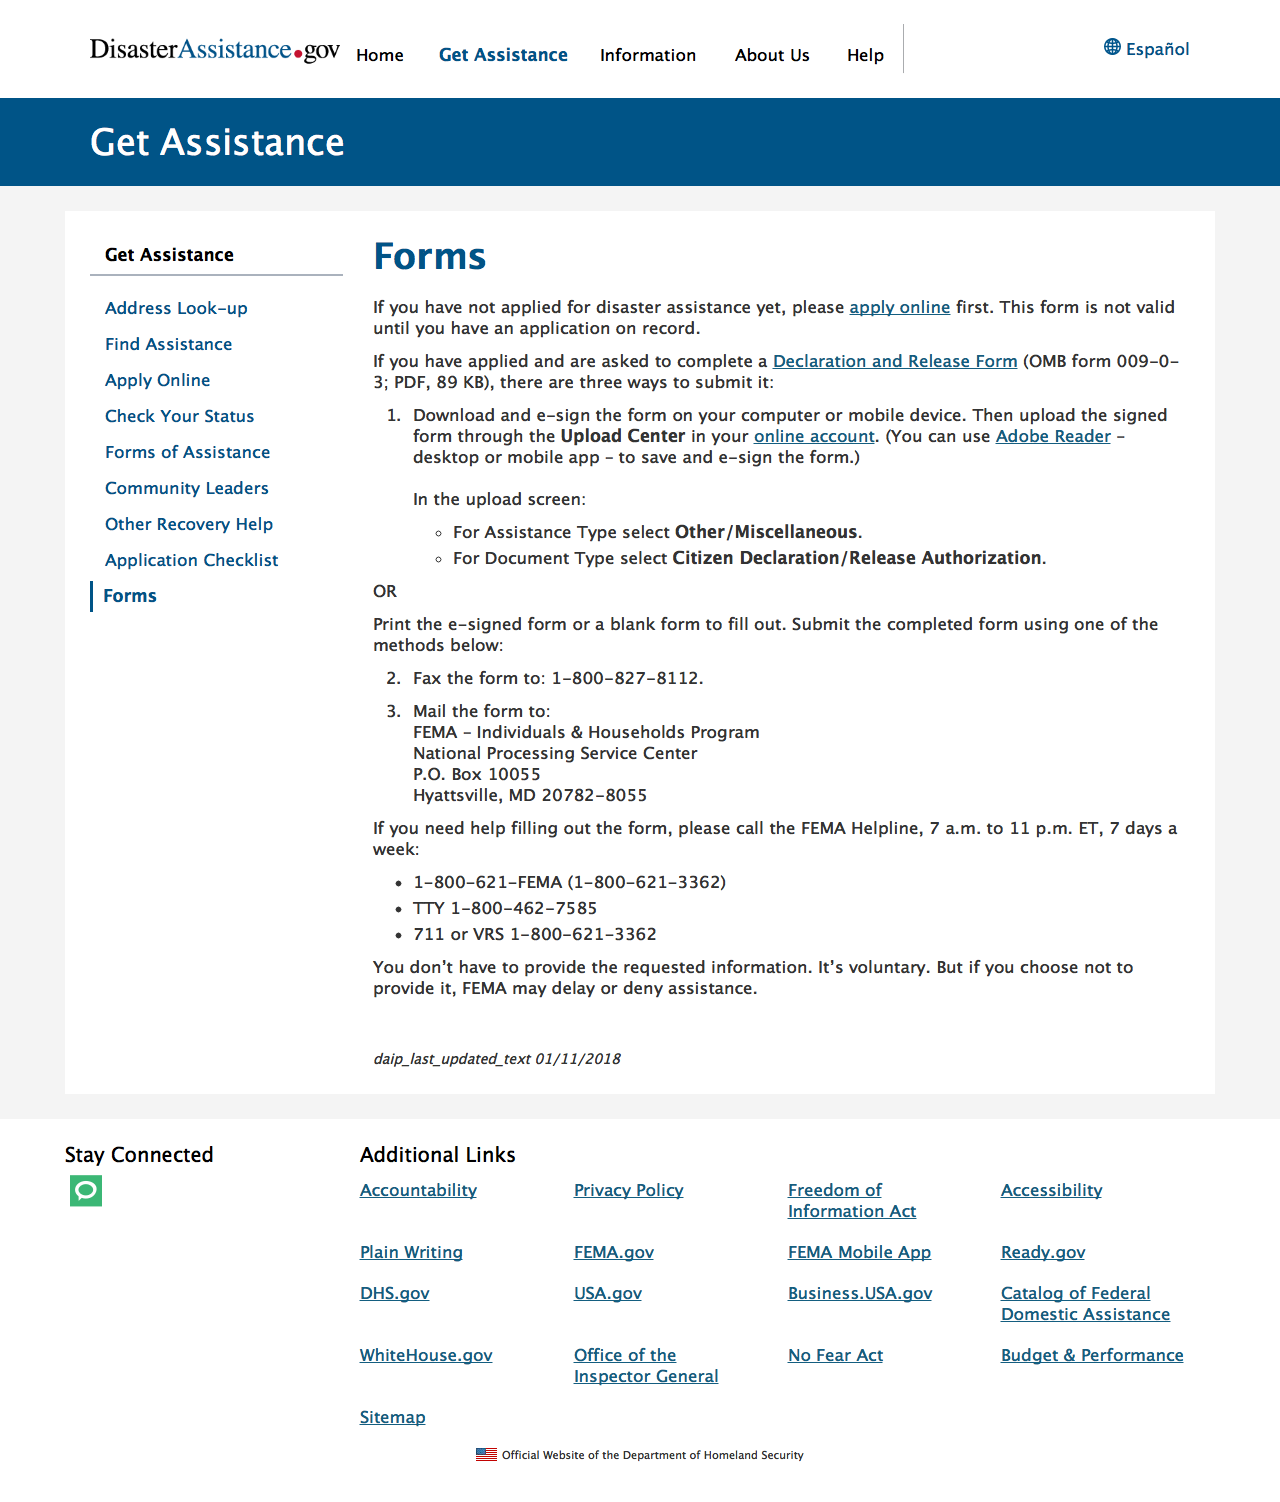 DisasterAssistance.gov
Home
Get Assistance
Information
About Us
Help
Español
Get Assistance
Get Assistance
Address Look-up
Find Assistance
Apply Online
Check Your Status
Forms of Assistance
Community Leaders
Other Recovery Help
Application Checklist
Forms
Forms
If you have not applied for disaster assistance yet, please apply online first. This form is not valid
until you have an application on record.
If you have applied and are asked to complete a Declaration and Release Form (OMB form 009-0-
3; PDF, 89 KB), there are three ways to submit it:
1. Download and e-sign the form on your computer or mobile device. Then upload the signed
form through the Upload Center in your online account. (You can use Adobe Reader –
desktop or mobile app – to save and e-sign the form.)
In the upload screen:
◦ For Assistance Type select Other/Miscellaneous.
◦ For Document Type select Citizen Declaration/Release Authorization.
OR
Print the e-signed form or a blank form to fill out. Submit the completed form using one of the
methods below:
2. Fax the form to: 1-800-827-8112.
3. Mail the form to:
FEMA – Individuals & Households Program
National Processing Service Center
P.O. Box 10055
Hyattsville, MD 20782-8055
If you need help filling out the form, please call the FEMA Helpline, 7 a.m. to 11 p.m. ET, 7 days a
week:
• 1-800-621-FEMA (1-800-621-3362)
• TTY 1-800-462-7585
• 711 or VRS 1-800-621-3362
You don’t have to provide the requested information. It’s voluntary. But if you choose not to
provide it, FEMA may delay or deny assistance.
daip_last_updated_text 01/11/2018
Stay Connected
Additional Links
Accountability
Privacy Policy
Freedom of
Information Act
Accessibility
Plain Writing
FEMA.gov
FEMA Mobile App
Ready.gov
DHS.gov
USA.gov
Business.USA.gov
Catalog of Federal
Domestic Assistance
WhiteHouse.gov
Office of the
Inspector General
No Fear Act
Budget & Performance
Sitemap
Official Website of the Department of Homeland Security